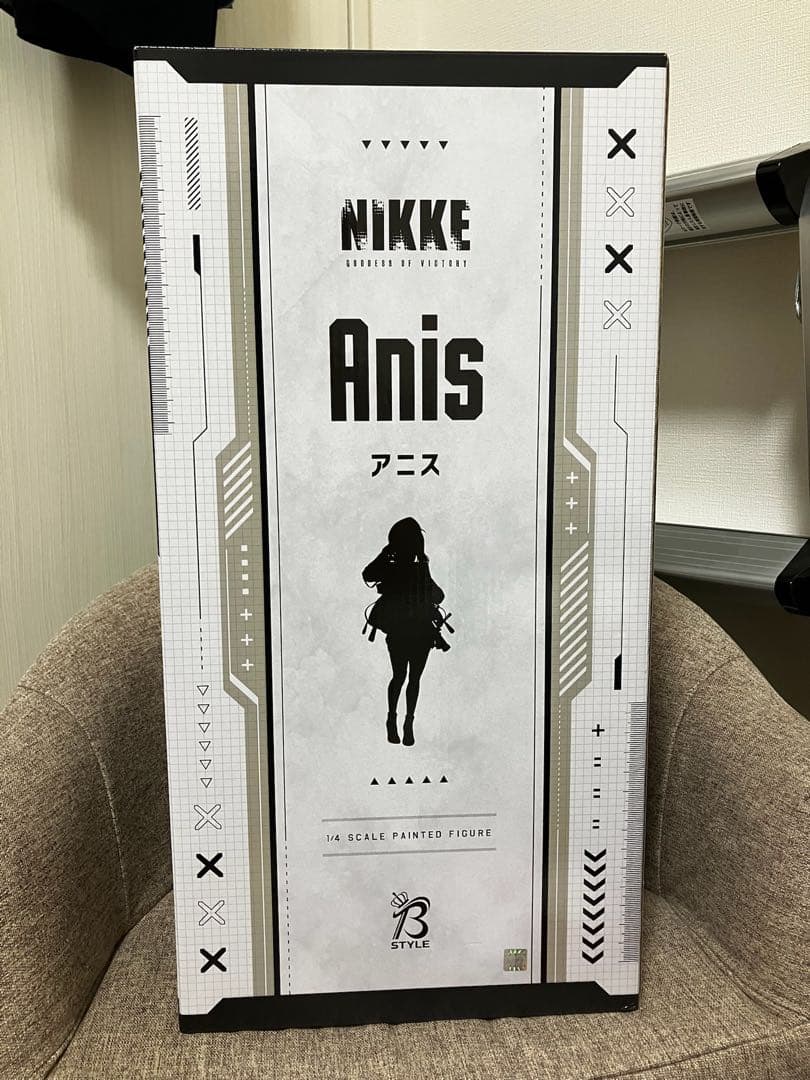 NIKKE
GODDESS OF VICTORY
Anis
アニス
1/4 SCALE PAINTED FIGURE
B
STYLE